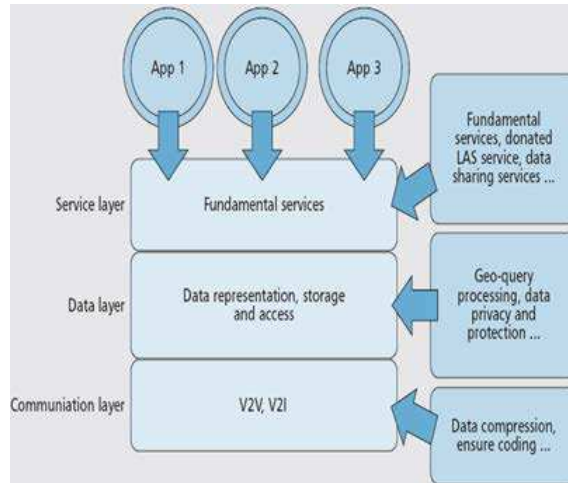 App 1
App 2
App 3
Fundamental
services, donated
LAS service, data
sharing services ...
Service layer
Fundamental services
Geo-query
processing, data
privacy and
protection ...
Data layer
Data representation, storage
and access
Communiation layer
V2V, V2I
Data compression,
ensure coding ...